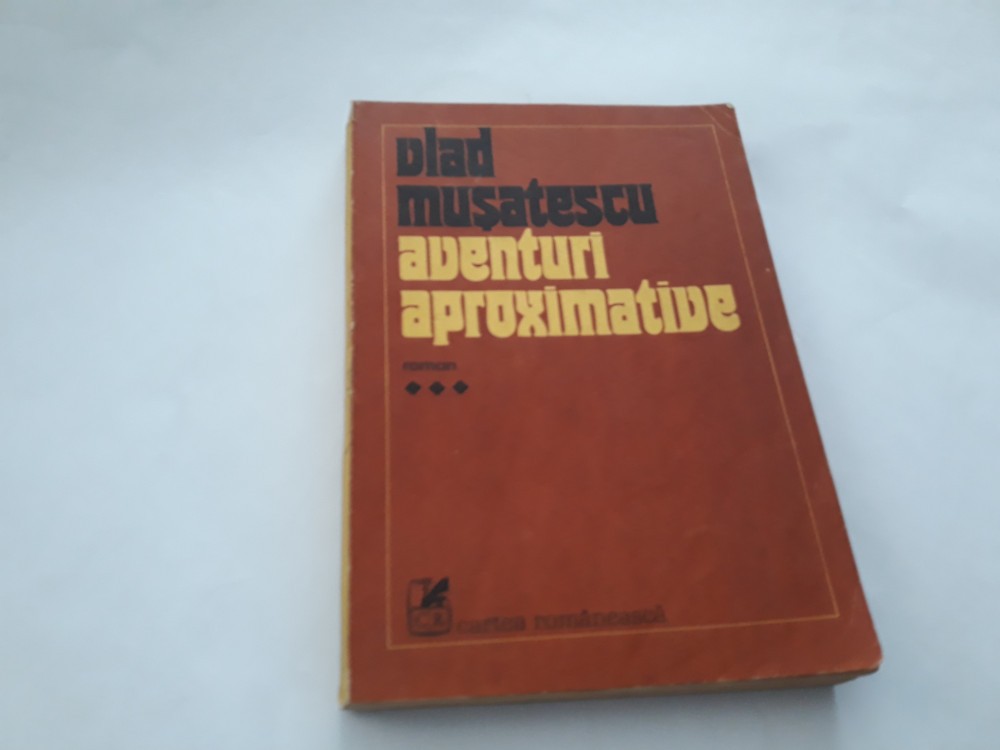 vlad
mușatescu
aventuri
aproximative
roman
cartea românească